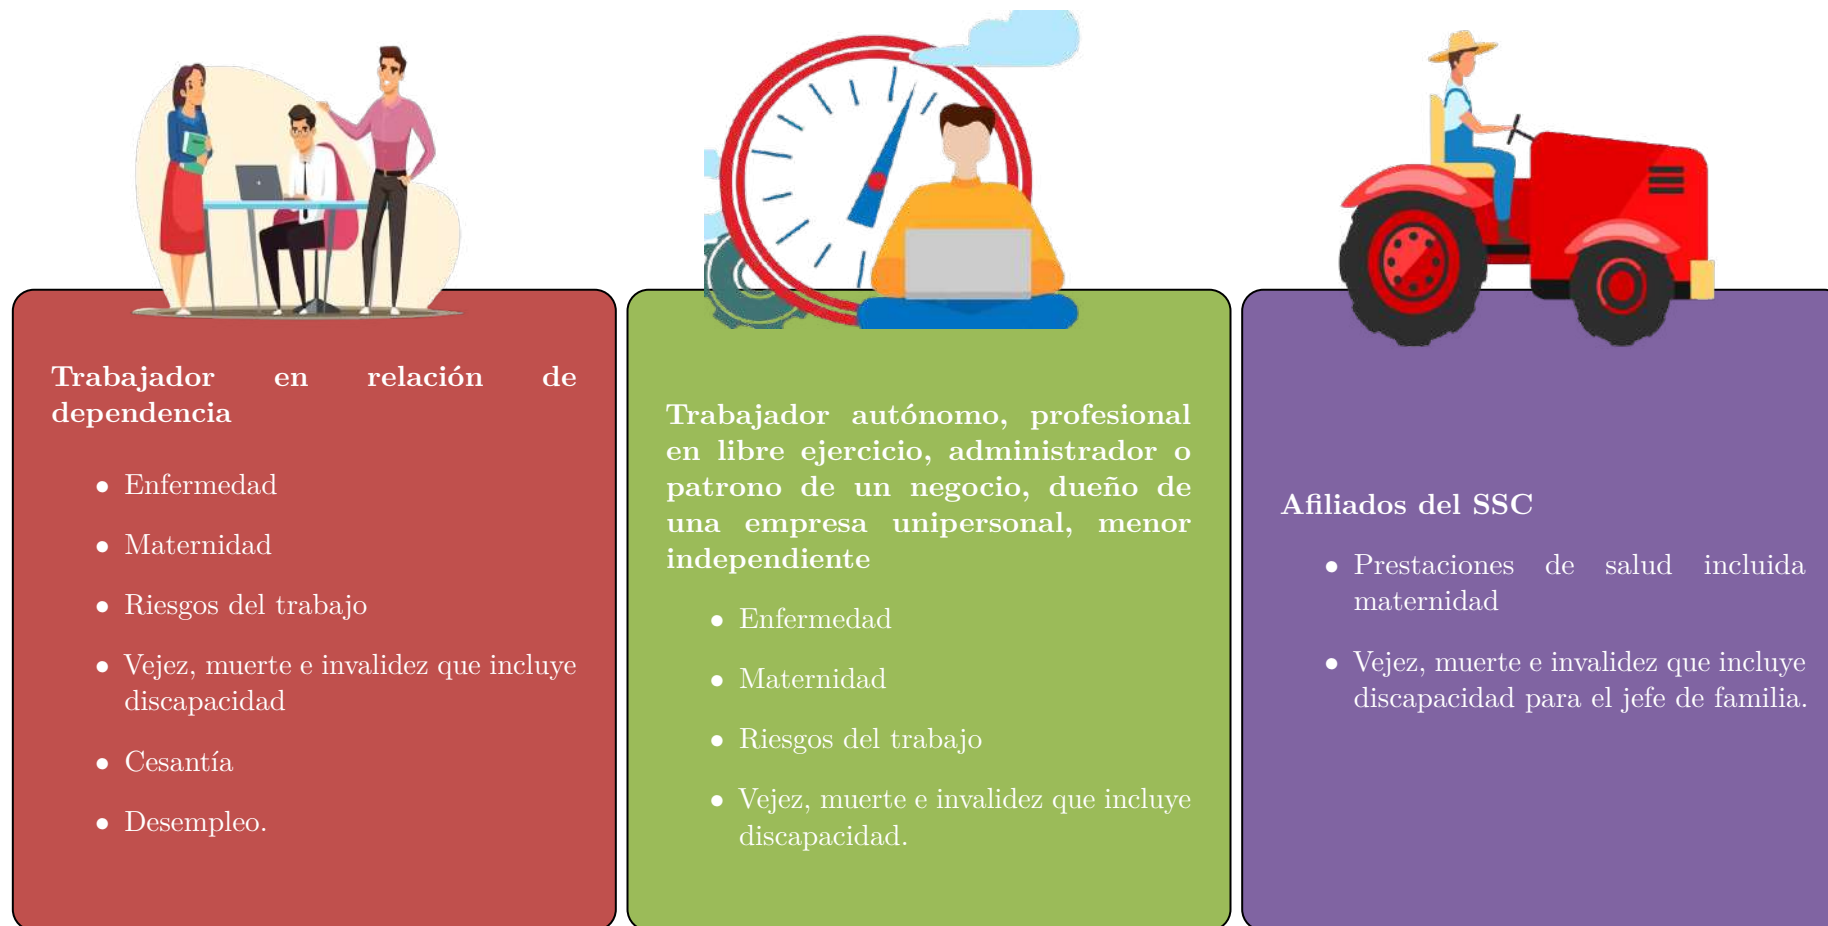 Trabajador en relación de
dependencia
• Enfermedad
• Maternidad
• Riesgos del trabajo
• Vejez, muerte e invalidez que incluye
discapacidad
• Cesantía
• Desempleo.
Trabajador autónomo, profesional
en libre ejercicio, administrador o
patrono de un negocio, dueño de
una empresa unipersonal, menor
independiente
• Enfermedad
• Maternidad
• Riesgos del trabajo
• Vejez, muerte e invalidez que incluye
discapacidad.
Afiliados del SSC
• Prestaciones de salud incluida
maternidad
• Vejez, muerte e invalidez que incluye
discapacidad para el jefe de familia.